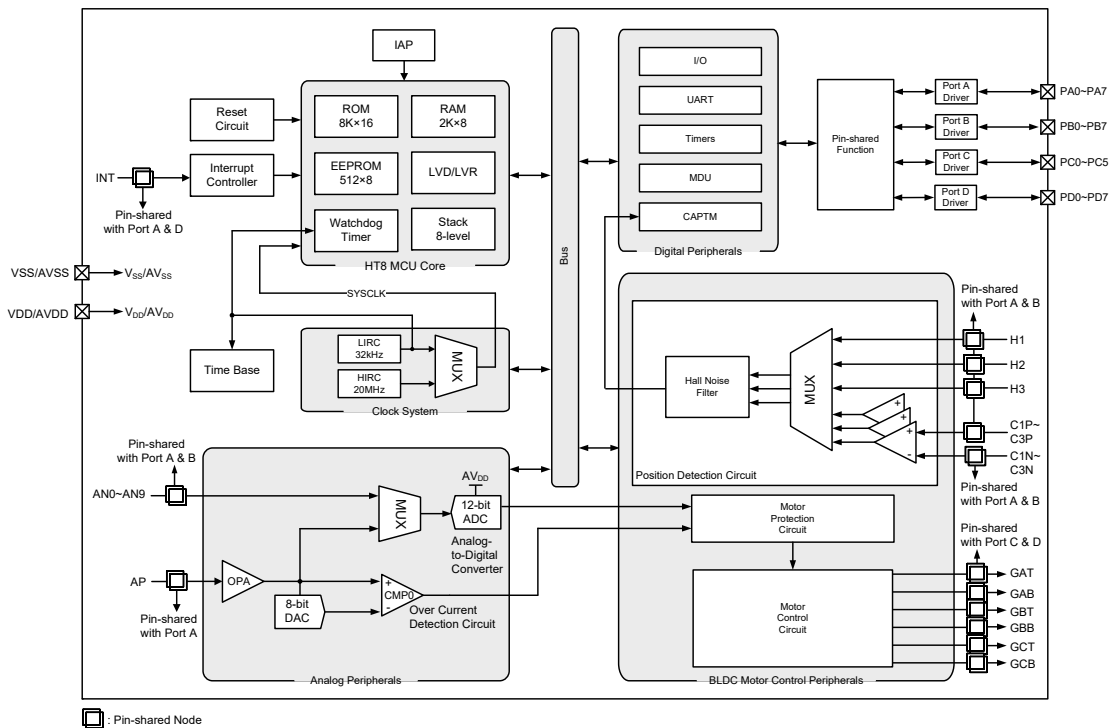 IAP
ROM
8K×16
RAM
2K×8
EEPROM
512×8
LVD/LVR
Watchdog
Timer
Stack
8-level
HT8 MCU Core
Reset
Circuit
Interrupt
Controller
INT
Pin-shared
with Port A & D
VSS/AVSS
VSS/AVSS
VDD/AVDD
VDD/AVDD
SYSCLK
Time Base
LIRC
32kHz
HIRC
20MHz
MUX
Clock System
Bus
I/O
UART
Timers
MDU
CAPTM
Digital Peripherals
Pin-shared
Function
Port A
Driver
Port B
Driver
Port C
Driver
Port D
Driver
PA0~PA7
PB0~PB7
PC0~PC5
PD0~PD7
Pin-shared
with Port A & B
H1
H2
H3
C1P~
C3P
C1N~
C3N
Pin-shared
with Port A & B
Hall Noise
Filter
MUX
+
+
+
-
Position Detection Circuit
Pin-shared
with Port A & B
AN0~AN9
AP
Pin-shared
with Port A
OPA
8-bit
DAC
MUX
AVDD
12-bit
ADC
Analog-
to-Digital
Converter
+
CMP0
-
Over Current
Detection Circuit
Analog Peripherals
Motor
Protection
Circuit
Motor
Control
Circuit
BLDC Motor Control Peripherals
Pin-shared
with Port C & D
GAT
GAB
GBT
GBB
GCT
GCB
: Pin-shared Node